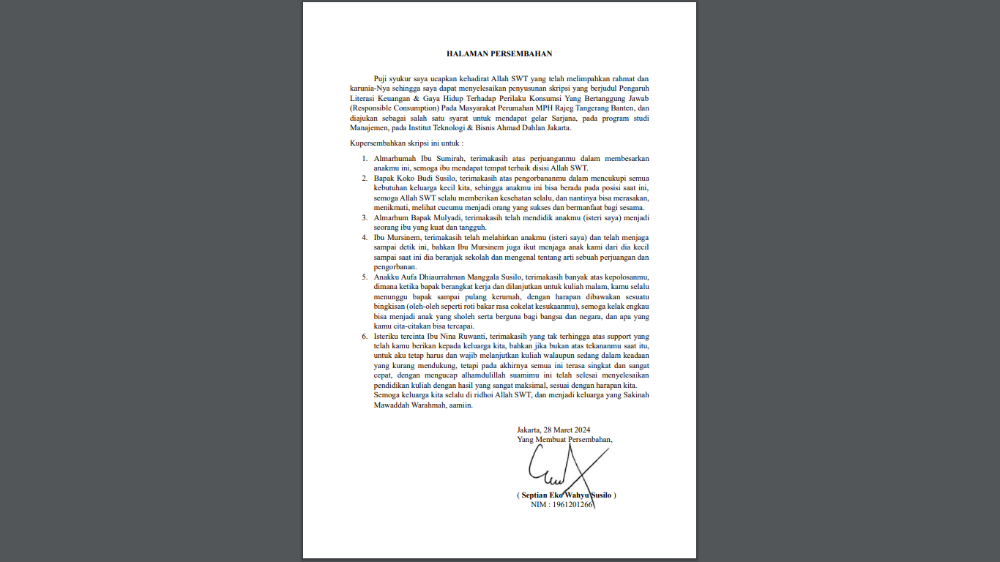 HALAMAN PERSEMBAHAN
Puji syukur saya ucapkan kehadirat Allah SWT yang telah melimpahkan rahmat dan
karunia-Nya sehingga saya dapat menyelesaikan penyusunan skripsi yang berjudul Pengaruh
Literasi Keuangan & Gaya Hidup Terhadap Perilaku Konsumsi Yang Bertanggung Jawab
(Responsible Consumption) Pada Masyarakat Perumahan MPH Rajeg Tangerang Banten, dan
diajukan sebagai salah satu syarat untuk mendapat gelar Sarjana, pada program studi
Manajemen, pada Institut Teknologi & Bisnis Ahmad Dahlan Jakarta.
Kupersembahkan skripsi ini untuk :
1. Almarhumah Ibu Sumirah, terimakasih atas perjuanganmu dalam membesarkan
anakmu ini, semoga ibu mendapat tempat terbaik disisi Allah SWT.
2. Bapak Koko Budi Susilo, terimakasih atas pengorbananmu dalam mencukupi semua
kebutuhan keluarga kecil kita, sehingga anakmu ini bisa berada pada posisi saat ini,
semoga Allah SWT selalu memberikan kesehatan selalu, dan nantinya bisa merasakan,
menikmati, melihat cucumu menjadi orang yang sukses dan bermanfaat bagi sesama.
3. Almarhum Bapak Mulyadi, terimakasih telah mendidik anakmu (isteri saya) menjadi
seorang ibu yang kuat dan tangguh.
4. Ibu Mursinem, terimakasih telah melahirkan anakmu (isteri saya) dan telah menjaga
sampai detik ini, bahkan Ibu Mursinem juga ikut menjaga anak kami dari dia kecil
sampai saat ini dia beranjak sekolah dan mengenal tentang arti sebuah perjuangan dan
pengorbanan.
5. Anakku Aufa Dhiaurrahman Manggala Susilo, terimakasih banyak atas kepolosanmu,
dimana ketika bapak berangkat kerja dan dilanjutkan untuk kuliah malam, kamu selalu
menunggu bapak sampai pulang kerumah, dengan harapan dibawakan sesuatu
bingkisan (oleh-oleh seperti roti bakar rasa cokelat kesukaanmu), semoga kelak engkau
bisa menjadi anak yang sholeh serta berguna bagi bangsa dan negara, dan apa yang
kamu cita-citakan bisa tercapai.
6. Isteriku tercinta Ibu Nina Ruwanti, terimakasih yang tak terhingga atas support yang
telah kamu berikan kepada keluarga kita, bahkan jika bukan atas tekananmu saat itu,
untuk aku tetap harus dan wajib melanjutkan kuliah walaupun sedang dalam keadaan
yang kurang mendukung, tetapi pada akhirnya semua ini terasa singkat dan sangat
cepat, dengan mengucap alhamdulillah suamimu ini telah selesai menyelesaikan
pendidikan kuliah dengan hasil yang sangat maksimal, sesuai dengan harapan kita.
Semoga keluarga kita selalu di ridhoi Allah SWT, dan menjadi keluarga yang Sakinah
Mawaddah Warahmah, aamiin.
Jakarta, 28 Maret 2024
Yang Membuat Persembahan,
( Septian Eko Wahyu Susilo )
NIM : 1961201266